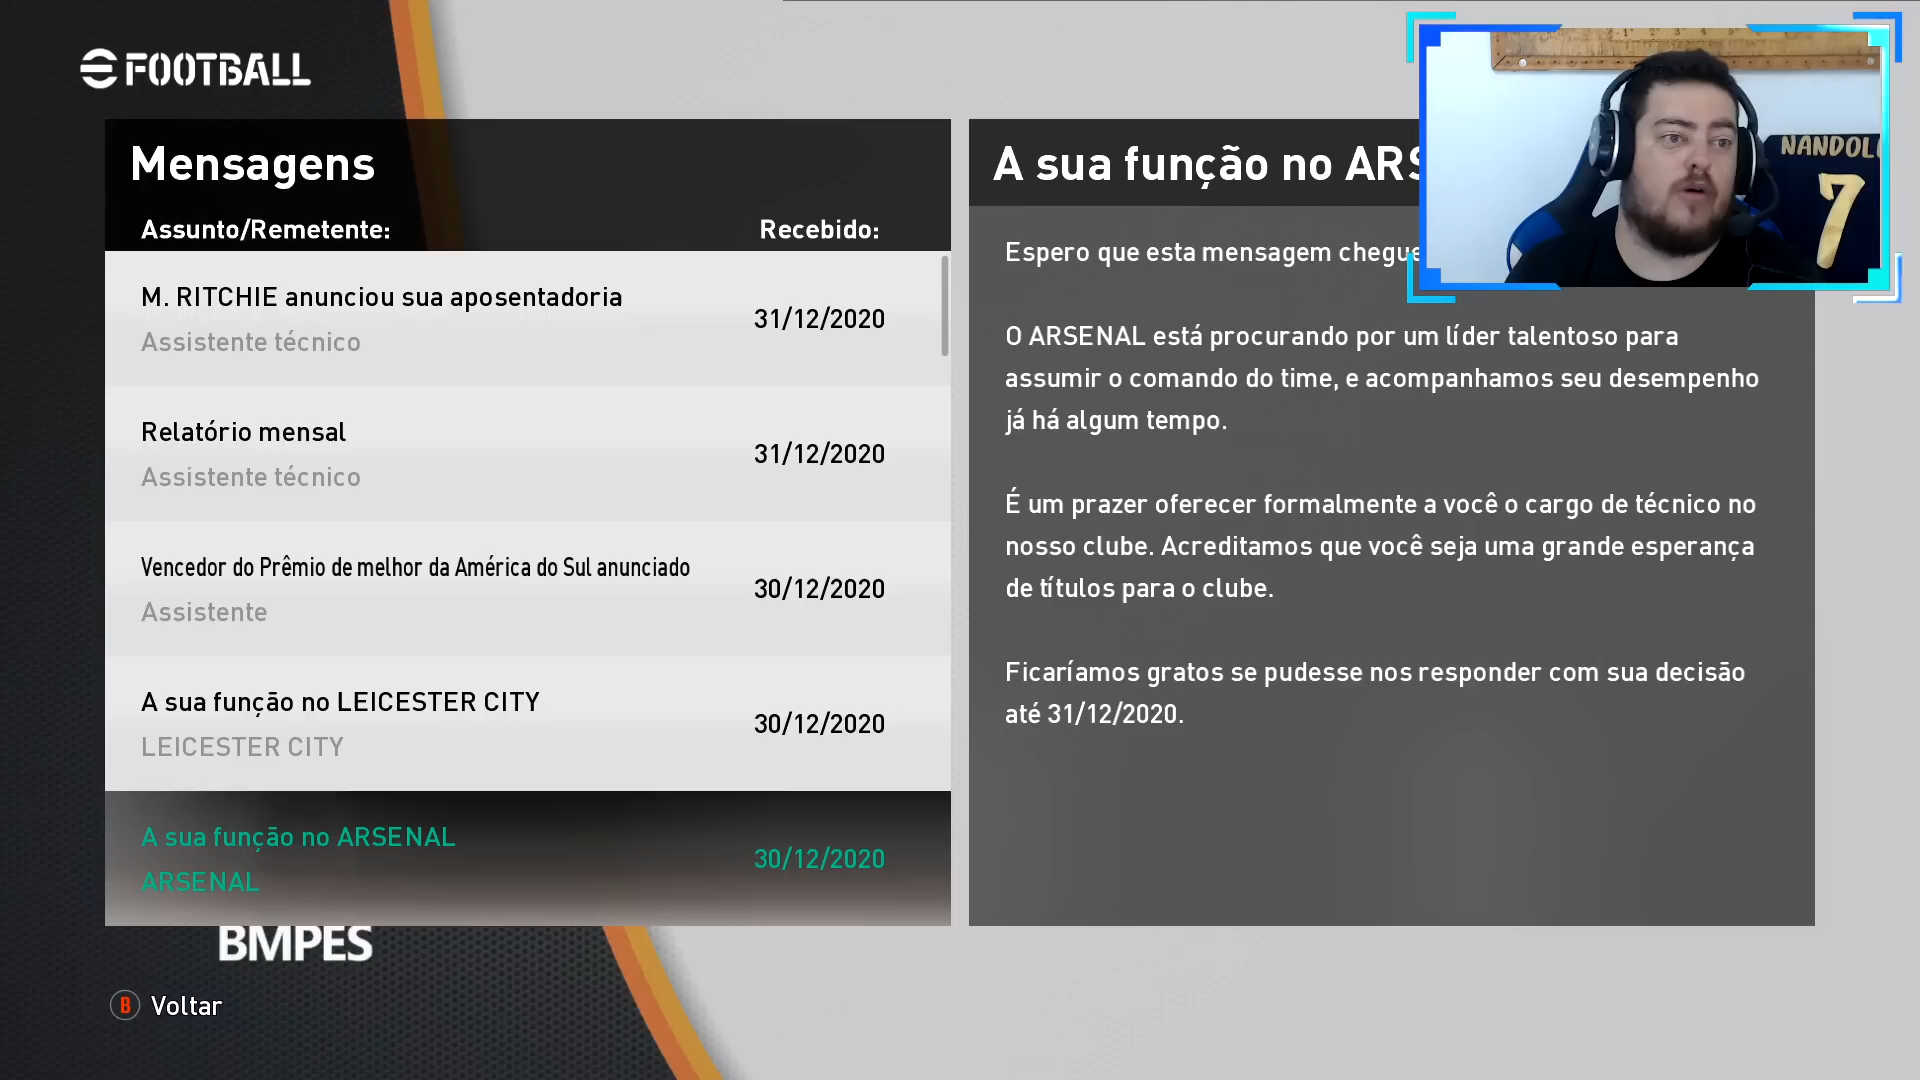 FOOTBALL
Mensagens
Assunto/Remetente:
Recebido:
M. RITCHIE anunciou sua aposentadoria
Assistente técnico
31/12/2020
Relatório mensal
Assistente técnico
31/12/2020
Vencedor do Prêmio de melhor da América do Sul anunciado
Assistente
30/12/2020
A sua função no LEICESTER CITY
LEICESTER CITY
30/12/2020
A sua função no ARSENAL
ARSENAL
30/12/2020
BMPES
B Voltar
A sua função no ARS
Espero que esta mensagem chegue
O ARSENAL está procurando por um líder talentoso para
assumir o comando do time, e acompanhamos seu desempenho
já há algum tempo.
É um prazer oferecer formalmente a você o cargo de técnico no
nosso clube. Acreditamos que você seja uma grande esperança
de títulos para o clube.
Ficaríamos gratos se pudesse nos responder com sua decisão
até 31/12/2020.
NANDOL
7